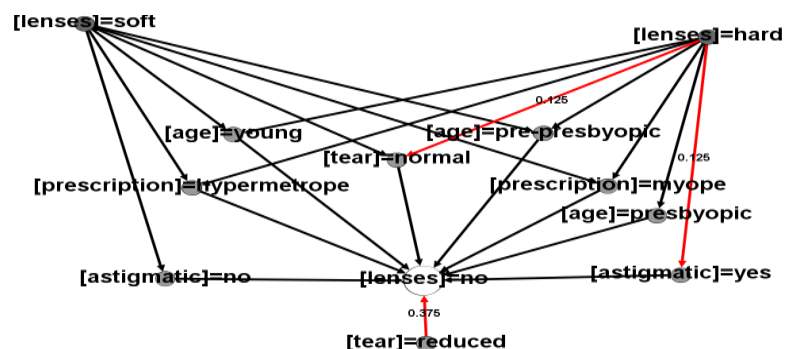 [lenses]=soft
[lenses]=hard
0.125
[age]=young
[age]=pre-presbyopic
[tear]=normal
0.125
[prescription]=hypermetrope
[prescription]=myope
[age]=presbyopic
[astigmatic]=no
[lenses]=no
[astigmatic]=yes
0.375
[tear]=reduced